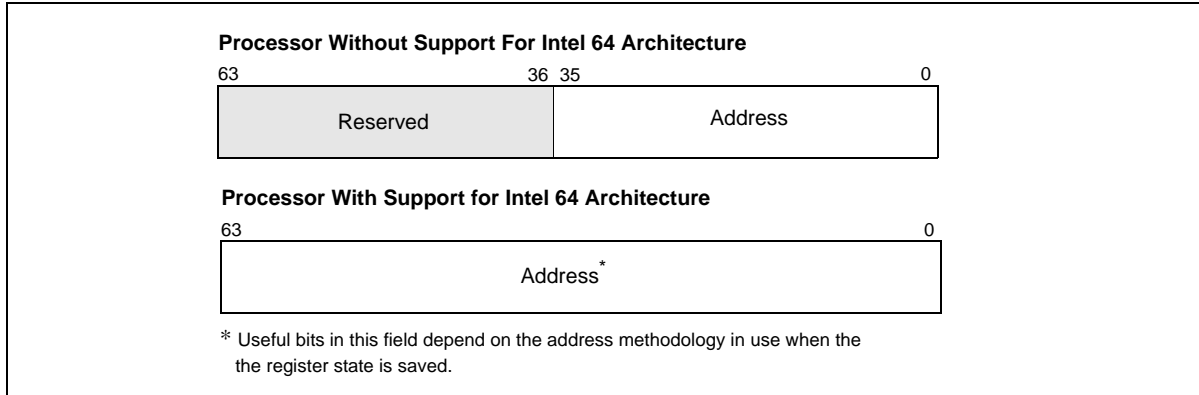 Processor Without Support For Intel 64 Architecture
63 36 35 0
Reserved Address
Processor With Support for Intel 64 Architecture
63 0
Address*
* Useful bits in this field depend on the address methodology in use when the
the register state is saved.